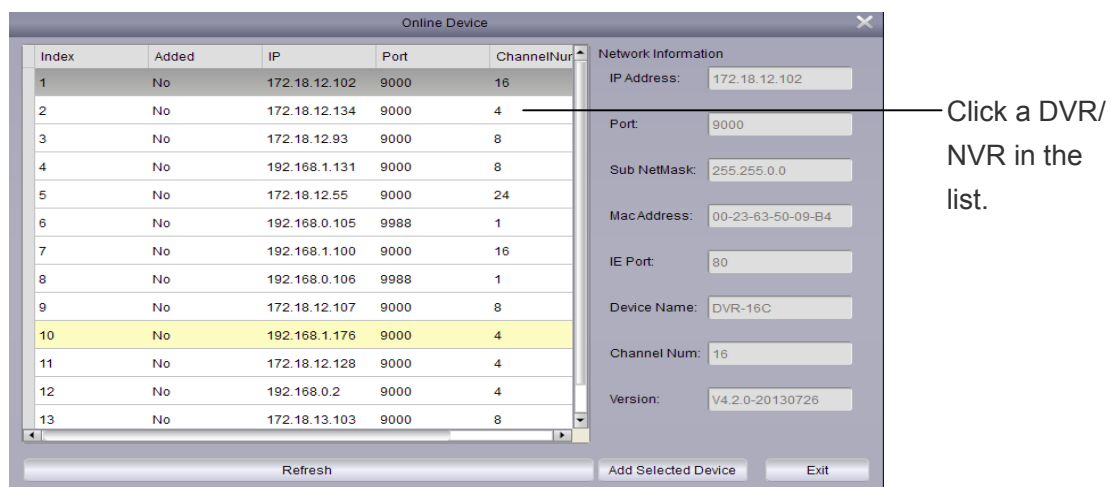 Online Device
Index Added IP Port ChannelNur
1 No 172.18.12.102 9000 16
2 No 172.18.12.134 9000 4
3 No 172.18.12.93 9000 8
4 No 192.168.1.131 9000 8
5 No 172.18.12.55 9000 24
6 No 192.168.0.105 9988 1
7 No 192.168.1.100 9000 16
8 No 192.168.0.106 9988 1
9 No 172.18.12.107 9000 8
10 No 192.168.1.176 9000 4
11 No 172.18.12.128 9000 4
12 No 192.168.0.2 9000 4
13 No 172.18.13.103 9000 8
Refresh
Network Information
IP Address: 172.18.12.102
Port: 9000
Sub NetMask: 255.255.0.0
Mac Address: 00-23-63-50-09-B4
IE Port: 80
Device Name: DVR-16C
Channel Num: 16
Version: V4.2.0-20130726
Add Selected Device Exit
Click a DVR/
NVR in the
list.